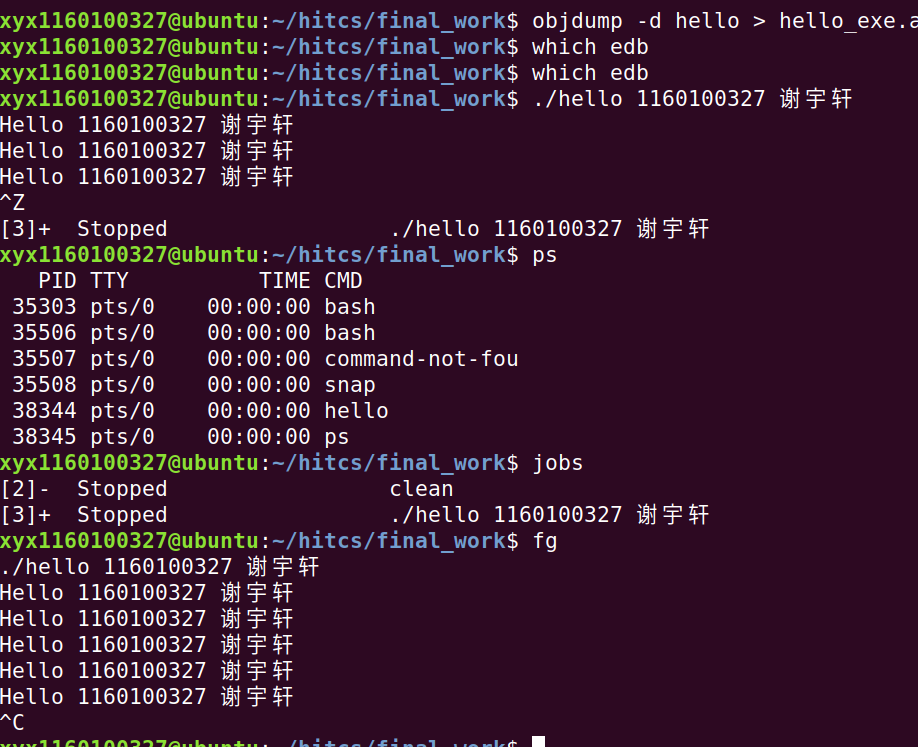 xyx1160100327@ubuntu:~/hitcs/final_work$ objdump -d hello > hello_exe.a
xyx1160100327@ubuntu:~/hitcs/final_work$ which edb
xyx1160100327@ubuntu:~/hitcs/final_work$ which edb
xyx1160100327@ubuntu:~/hitcs/final_work$ ./hello 1160100327 谢宇轩
Hello 1160100327 谢宇轩
Hello 1160100327 谢宇轩
Hello 1160100327 谢宇轩
^Z
[3]+  Stopped                 ./hello 1160100327 谢宇轩
xyx1160100327@ubuntu:~/hitcs/final_work$ ps
   PID TTY          TIME CMD
 35303 pts/0    00:00:00 bash
 35506 pts/0    00:00:00 bash
 35507 pts/0    00:00:00 command-not-fou
 35508 pts/0    00:00:00 snap
 38344 pts/0    00:00:00 hello
 38345 pts/0    00:00:00 ps
xyx1160100327@ubuntu:~/hitcs/final_work$ jobs
[2]-  Stopped                 clean
[3]+  Stopped                 ./hello 1160100327 谢宇轩
xyx1160100327@ubuntu:~/hitcs/final_work$ fg
./hello 1160100327 谢宇轩
Hello 1160100327 谢宇轩
Hello 1160100327 谢宇轩
Hello 1160100327 谢宇轩
Hello 1160100327 谢宇轩
Hello 1160100327 谢宇轩
^C
xyx1160100327@ubuntu:~/hitcs/final_work$